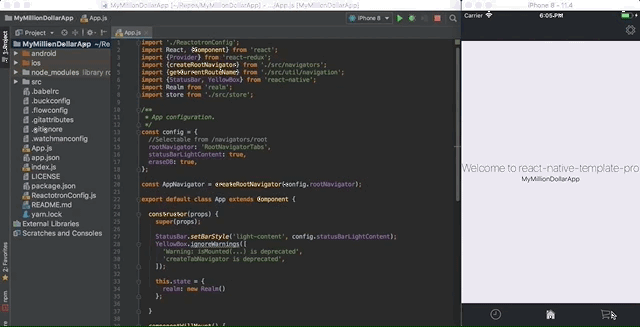 MyMillionDollarApp
App.js
iPhone 8
Project
MyMillionDollarApp
android
ios
node_modules library ro
src
.babelrc
.buckconfig
.flowconfig
.gitattributes
.gitignore
.watchmanconfig
App.js
app.json
index.js
LICENSE
package.json
ReactotronConfig.js
README.md
yarn.lock
External Libraries
Scratches and Consoles
2: Favorites
npm
App.js
import './ReactotronConfig';
import React, {Component} from 'react';
import {Provider} from 'react-redux';
import {createRootNavigator} from './src/navigators';
import {getCurrentRouteName} from './src/util/navigation';
import {StatusBar, YellowBox} from 'react-native';
import Realm from 'realm';
import store from './src/store';
/**
* App configuration.
*/
const config = {
//Selectable from /navigators/root
rootNavigator: 'RootNavigatorTabs',
statusBarLightContent: true,
eraseDB: true,
};
const AppNavigator = createRootNavigator(config.rootNavigator);
export default class App extends Component {
constructor(props) {
super(props);
StatusBar.setBarStyle('light-content', config.statusBarLightContent);
YellowBox.ignoreWarnings([
'Warning: isMounted(...) is deprecated',
'createTabNavigator is deprecated',
]);
this.state = {
realm: new Realm()
};
}
iPhone 8 - 11.4
Carrier
6:05 PM
Welcome to react-native-template-pro
MyMillionDollarApp